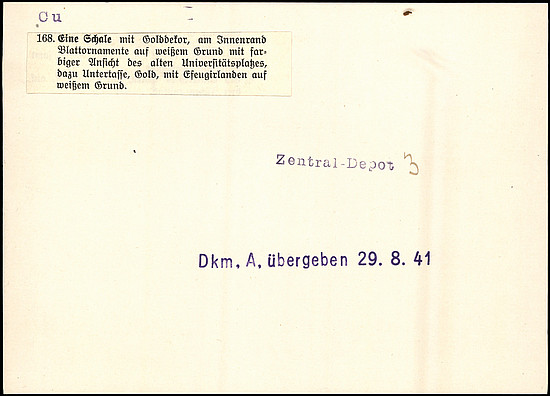 Cu
168. Eine Schale mit Golddekor, am Innenrand
Blattornamente auf weißem Grund mit far-
biger Ansicht des alten Universitätsplatzes,
dazu Untertasse, Gold, mit Efeugirlanden auf
weißem Grund.
Zentral-Depot 3
Dkm. A. übergeben 29. 8. 41